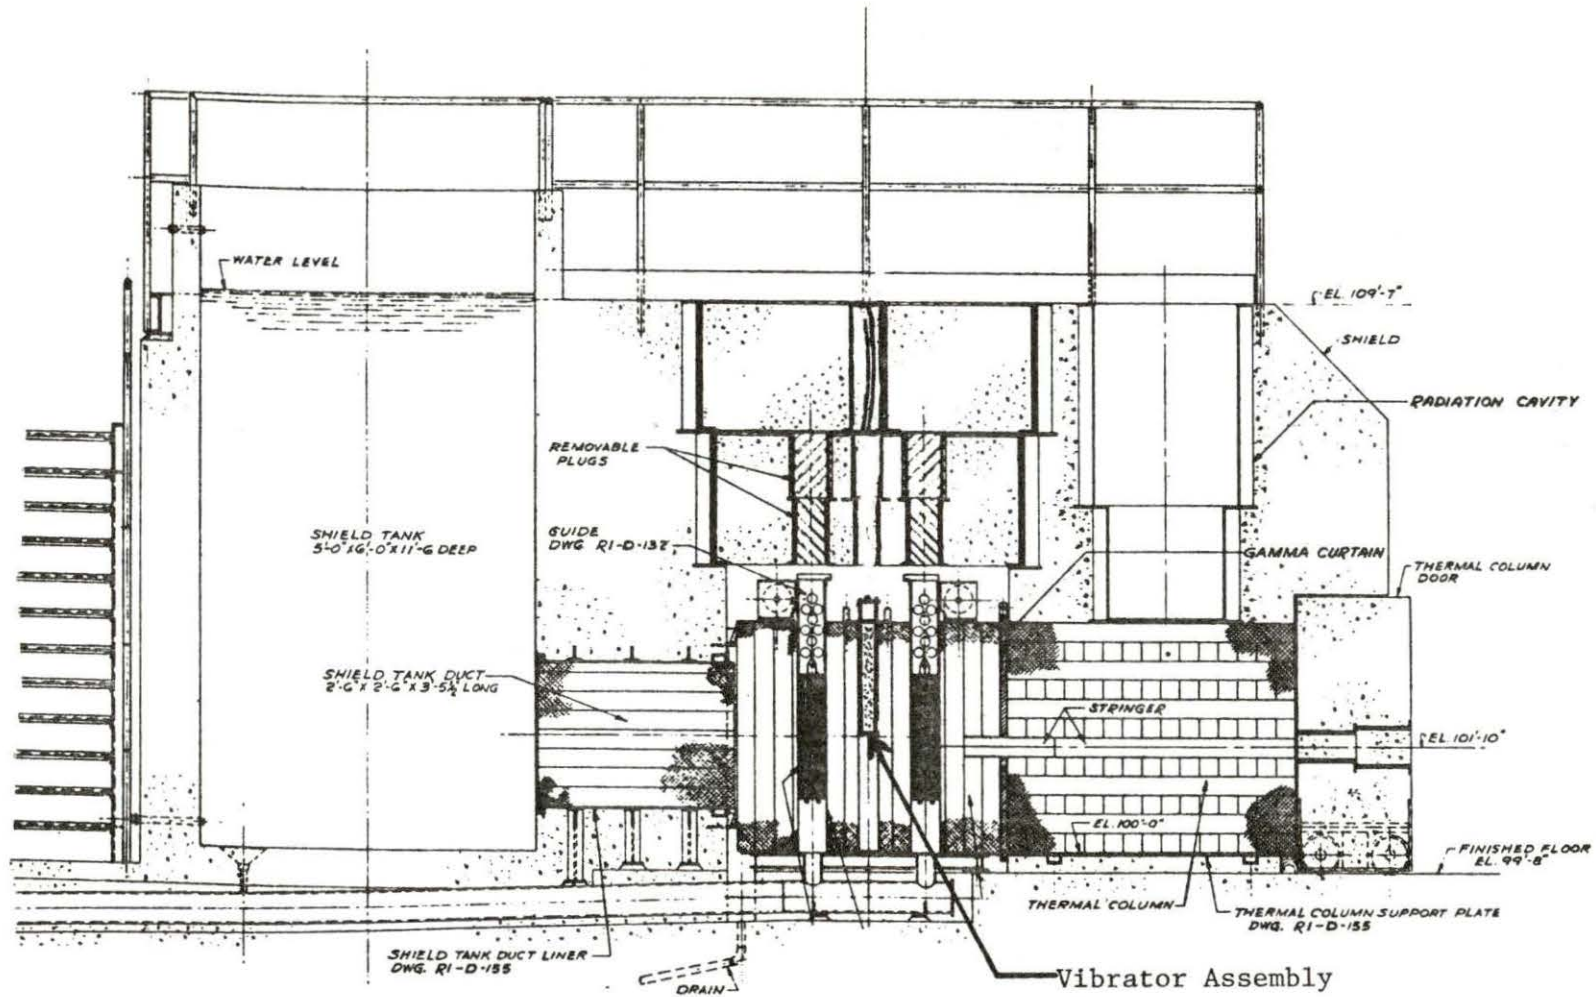 WATER LEVEL
EL. 109'-7"
SHIELD
RADIATION CAVITY
REMOVABLE
PLUGS
GUIDE
DWG R1-D-132
SHIELD TANK
5'-0" X 6'-0" X 11'-6 DEEP
GAMMA CURTAIN
THERMAL COLUMN
DOOR
SHIELD TANK DUCT
2'-6" X 2'-6" X 3'-5½" LONG
STRINGER
EL. 101'-10"
EL. 100'-0"
FINISHED FLOOR
EL. 99'-8"
THERMAL COLUMN
THERMAL COLUMN SUPPORT PLATE
DWG. R1-D-155
SHIELD TANK DUCT LINER
DWG. R1-D-155
DRAIN
Vibrator Assembly